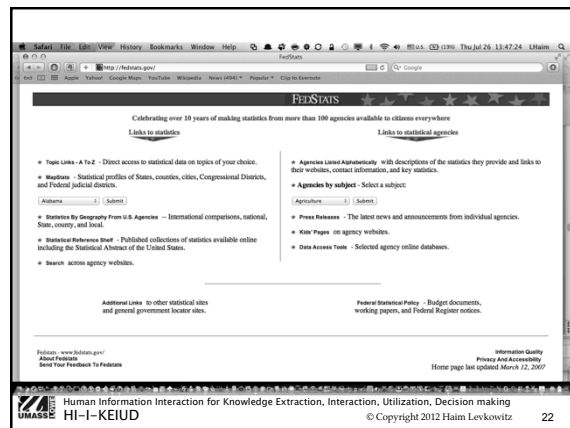 Safari File Edit View History Bookmarks Window Help U.S. Thu Jul 26 13:47:24 LHaim
FedStats
http://fedstats.gov/ Google
Apple Yahoo! Google Maps YouTube Wikipedia News (494) Popular Clip to Evernote
FEDSTATS
Celebrating over 10 years of making statistics from more than 100 agencies available to citizens everywhere
Links to statistics
Topic Links - A To Z - Direct access to statistical data on topics of your choice.
MapStats - Statistical profiles of States, counties, cities, Congressional Districts,
and Federal judicial districts.
Alabama Submit
Statistics By Geography From U.S. Agencies -- International comparisons, national,
State, county, and local.
Statistical Reference Shelf - Published collections of statistics available online
including the Statistical Abstract of the United States.
Search across agency websites.
Links to statistical agencies
Agencies Listed Alphabetically with descriptions of the statistics they provide and links to
their websites, contact information, and key statistics.
Agencies by subject - Select a subject:
Agriculture Submit
Press Releases - The latest news and announcements from individual agencies.
Kids' Pages on agency websites.
Data Access Tools - Selected agency online databases.
Additional Links to other statistical sites
and general government locator sites.
Federal Statistical Policy - Budget documents,
working papers, and Federal Register notices.
Fedstats - www.fedstats.gov/
About Fedstats
Send Your Feedback To Fedstats
Information Quality
Privacy And Accessibility
Home page last updated March 12, 2007
UMASS LOWELL
Human Information Interaction for Knowledge Extraction, Interaction, Utilization, Decision making
HI-I-KEIUD
© Copyright 2012 Haim Levkowitz 22